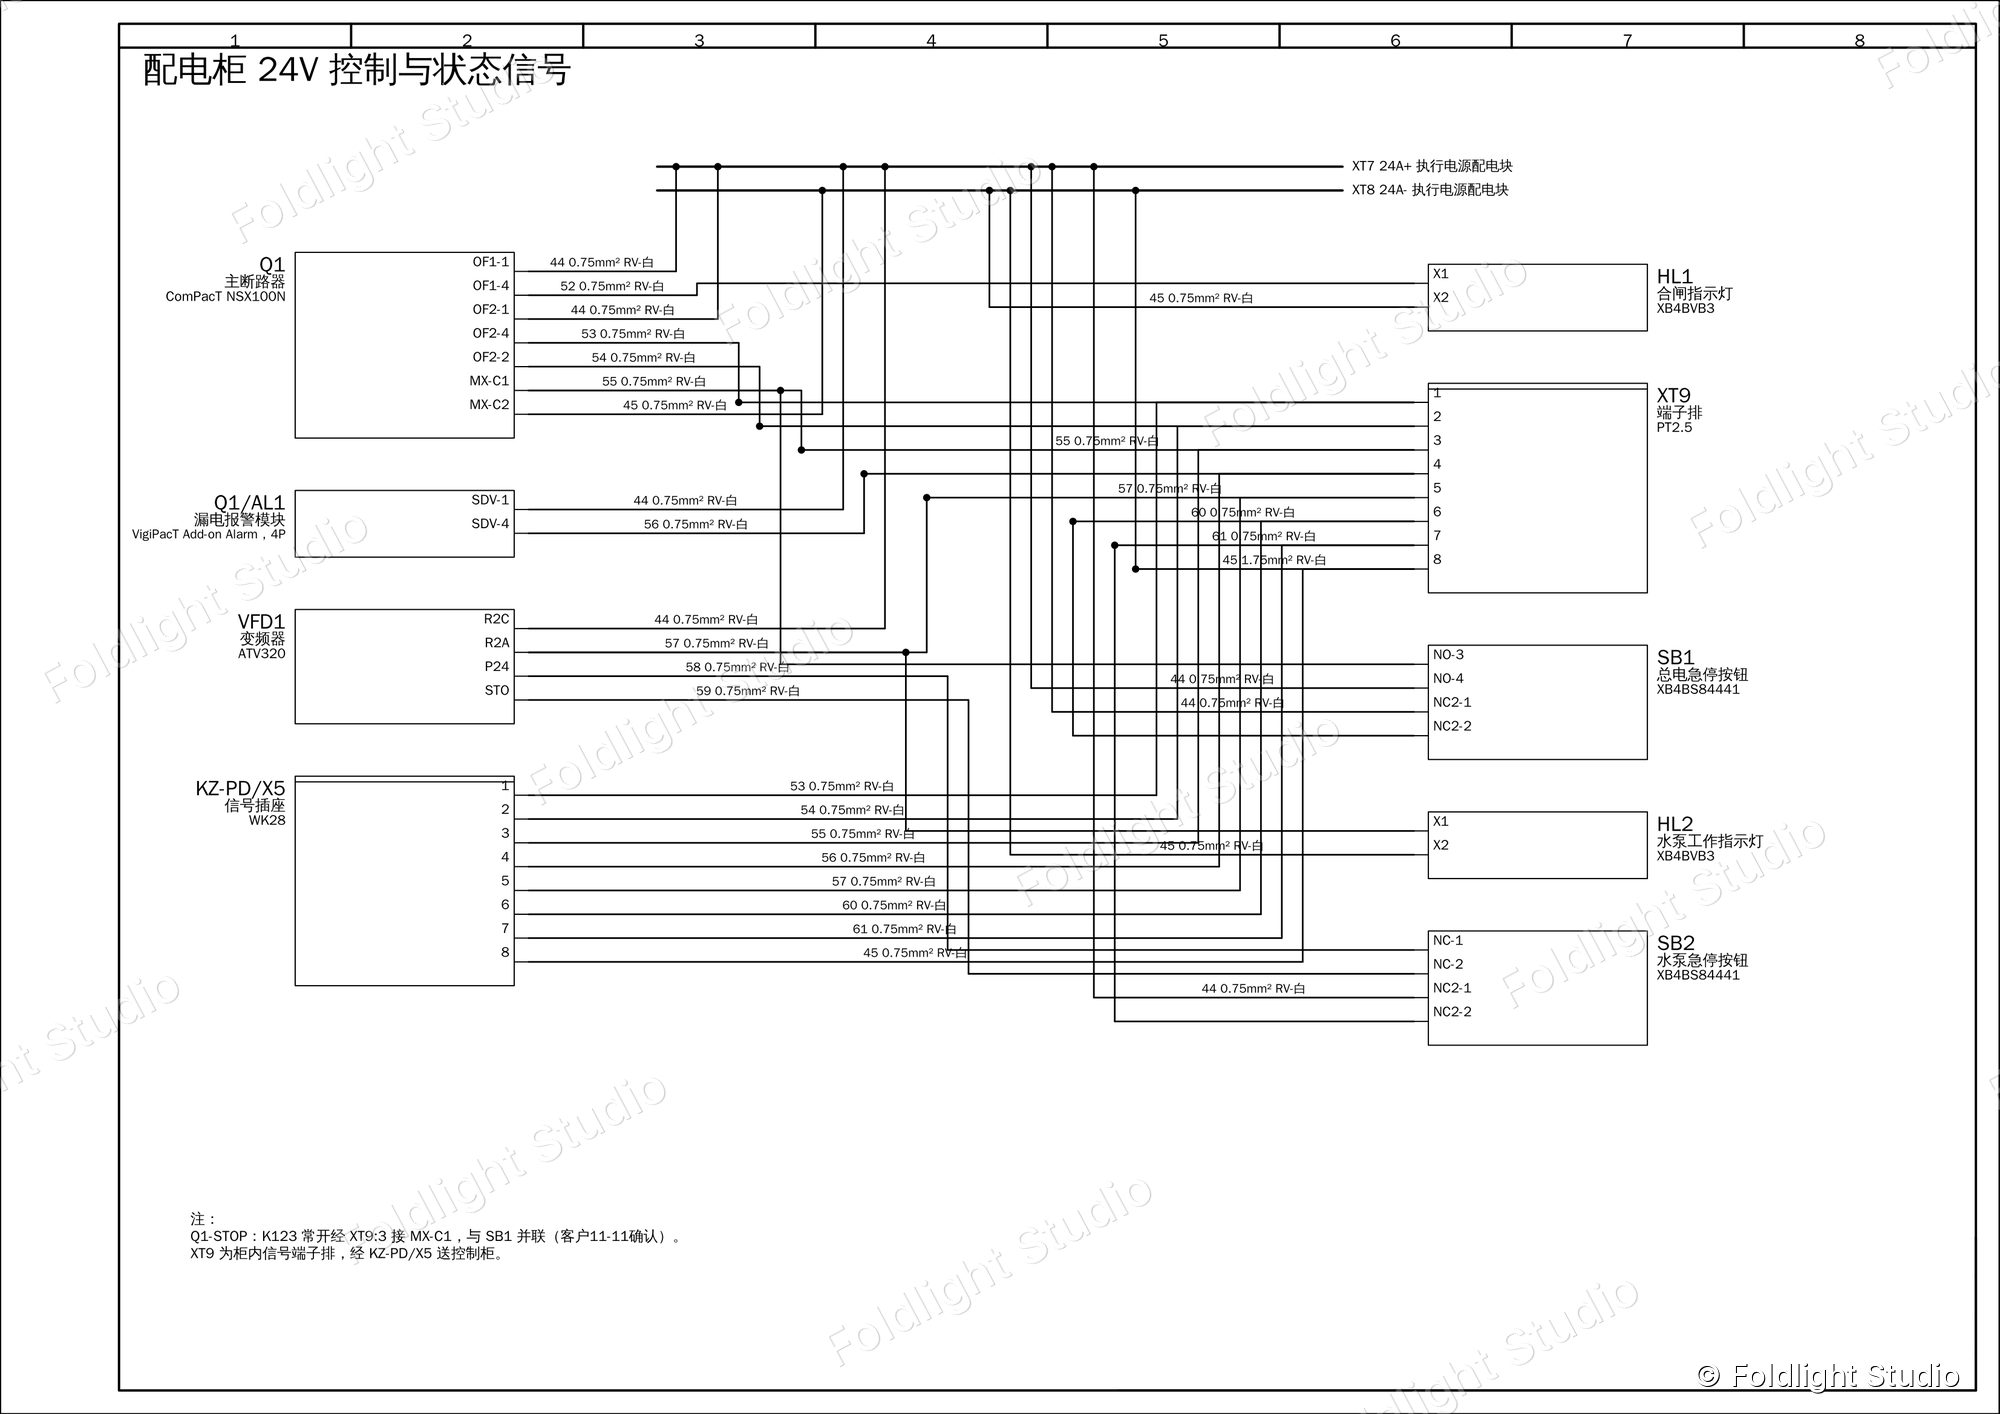 1 2 3 4 5 6 7 8
配电柜 24V 控制与状态信号
XT7 24A+ 执行电源配电块
XT8 24A- 执行电源配电块
Q1
主断路器
ComPacT NSX100N
OF1-1
OF1-4
OF2-1
OF2-4
OF2-2
MX-C1
MX-C2
44 0.75mm² RV-白
52 0.75mm² RV-白
44 0.75mm² RV-白
53 0.75mm² RV-白
54 0.75mm² RV-白
55 0.75mm² RV-白
45 0.75mm² RV-白
Q1/AL1
漏电报警模块
VigiPacT Add-on Alarm，4P
SDV-1
SDV-4
44 0.75mm² RV-白
56 0.75mm² RV-白
VFD1
变频器
ATV320
R2C
R2A
P24
STO
44 0.75mm² RV-白
57 0.75mm² RV-白
58 0.75mm² RV-白
59 0.75mm² RV-白
KZ-PD/X5
信号插座
WK28
1
2
3
4
5
6
7
8
53 0.75mm² RV-白
54 0.75mm² RV-白
55 0.75mm² RV-白
56 0.75mm² RV-白
57 0.75mm² RV-白
60 0.75mm² RV-白
61 0.75mm² RV-白
45 0.75mm² RV-白
45 0.75mm² RV-白
X1
X2
HL1
合闸指示灯
XB4BVB3
55 0.75mm² RV-白
57 0.75mm² RV-白
60 0.75mm² RV-白
61 0.75mm² RV-白
45 1.75mm² RV-白
1
2
3
4
5
6
7
8
XT9
端子排
PT2.5
44 0.75mm² RV-白
44 0.75mm² RV-白
NO-3
NO-4
NC2-1
NC2-2
SB1
总电急停按钮
XB4BS84441
45 0.75mm² RV-白
X1
X2
HL2
水泵工作指示灯
XB4BVB3
44 0.75mm² RV-白
NC-1
NC-2
NC2-1
NC2-2
SB2
水泵急停按钮
XB4BS84441
注：
Q1-STOP：K123 常开经 XT9:3 接 MX-C1，与 SB1 并联（客户11-11确认）。
XT9 为柜内信号端子排，经 KZ-PD/X5 送控制柜。
© Foldlight Studio